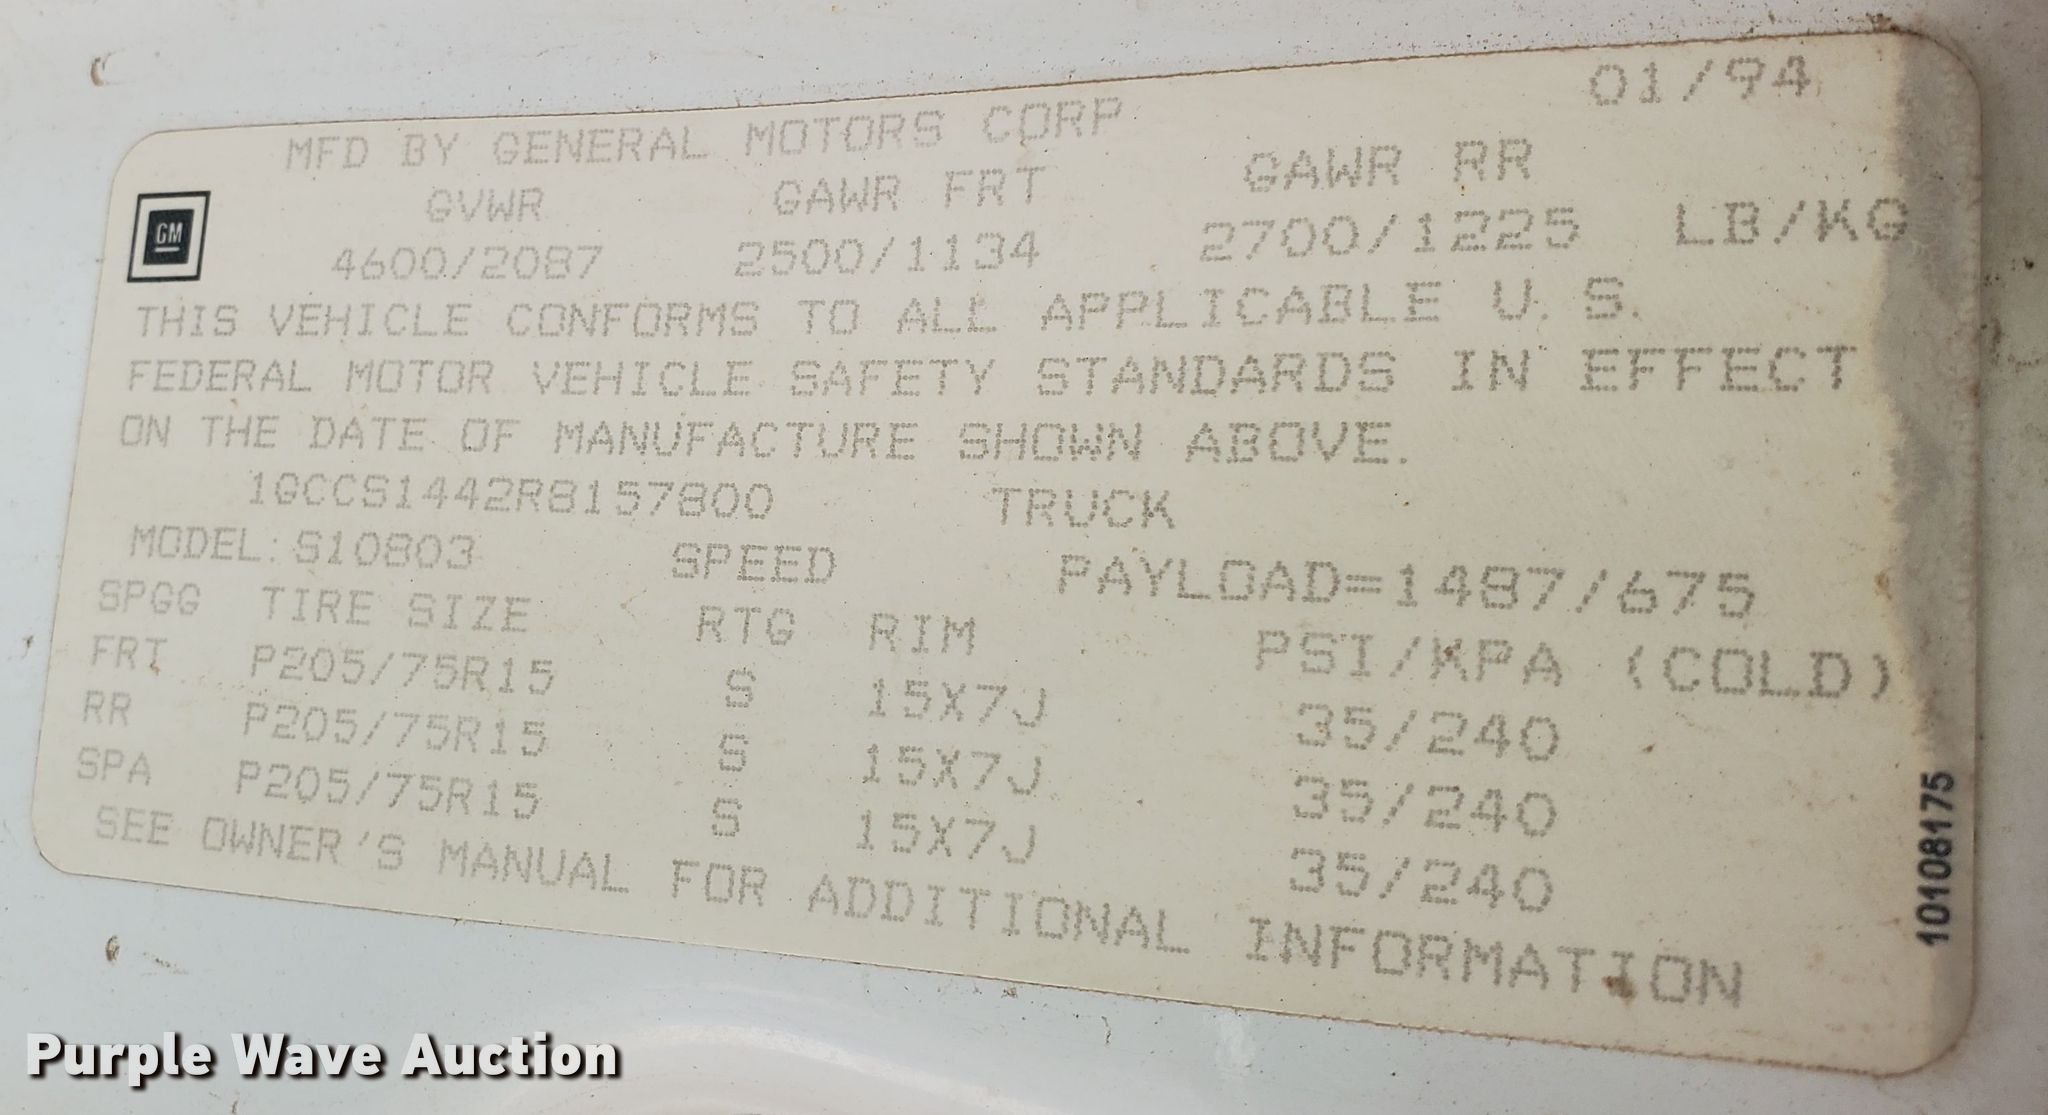 01/94
MFD BY GENERAL MOTORS CORP
GVWR GAWR FRT GAWR RR
GM
4600/2087 2500/1134 2700/1225 LB/KG
THIS VEHICLE CONFORMS TO ALL APPLICABLE U. S.
FEDERAL MOTOR VEHICLE SAFETY STANDARDS IN EFFECT
ON THE DATE OF MANUFACTURE SHOWN ABOVE.
1GCCS1442R8157800 TRUCK
MODEL: S10803 SPEED PAYLOAD=1487/675
SPGG TIRE SIZE RTG RIM PSI/KPA (COLD)
FRT P205/75R15 S 15X7J 35/240
RR P205/75R15 S 15X7J 35/240
SPA P205/75R15 S 15X7J 35/240
SEE OWNER'S MANUAL FOR ADDITIONAL INFORMATION
10108175
Purple Wave Auction